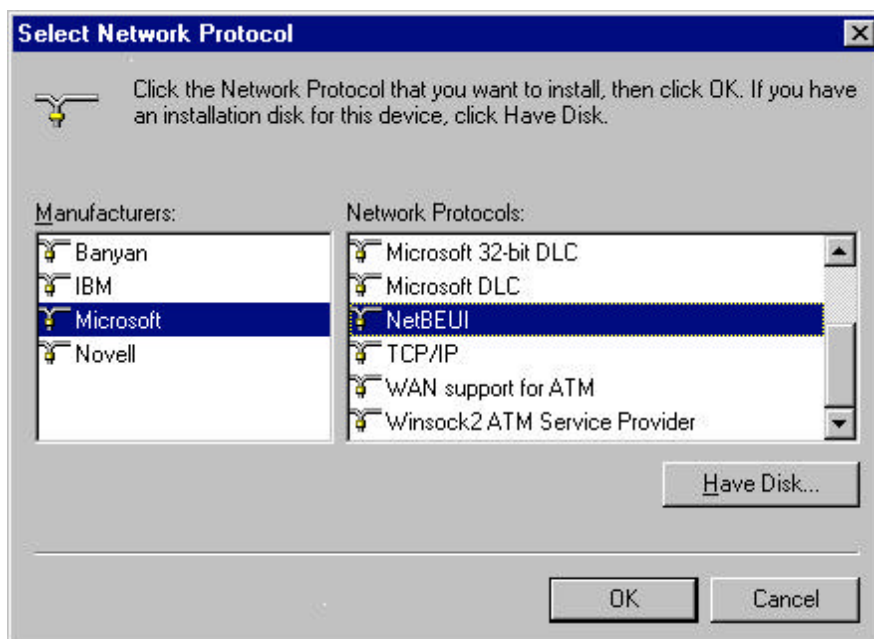 Select Network Protocol
Click the Network Protocol that you want to install, then click OK. If you have
an installation disk for this device, click Have Disk.
Manufacturers:
Banyan
IBM
Microsoft
Novell
Network Protocols:
Microsoft 32-bit DLC
Microsoft DLC
NetBEUI
TCP/IP
WAN support for ATM
Winsock2 ATM Service Provider
Have Disk...
OK
Cancel